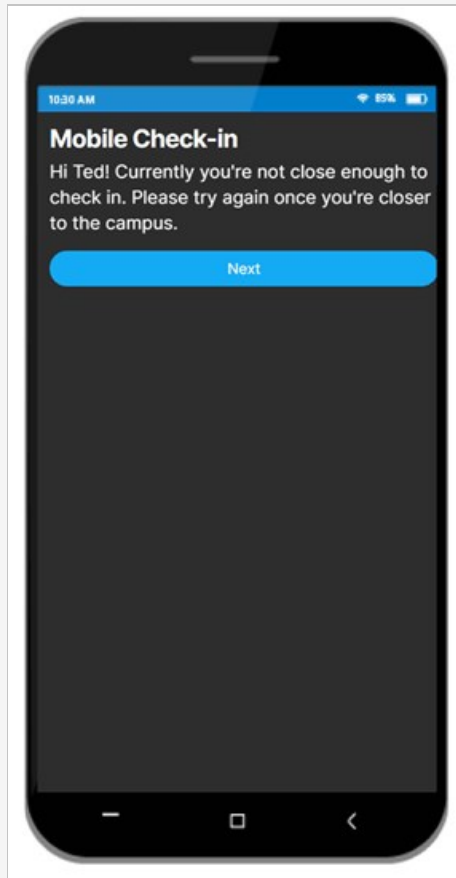 10:30 AM 85%
Mobile Check-in
Hi Ted! Currently you're not close enough to
check in. Please try again once you're closer
to the campus.
Next